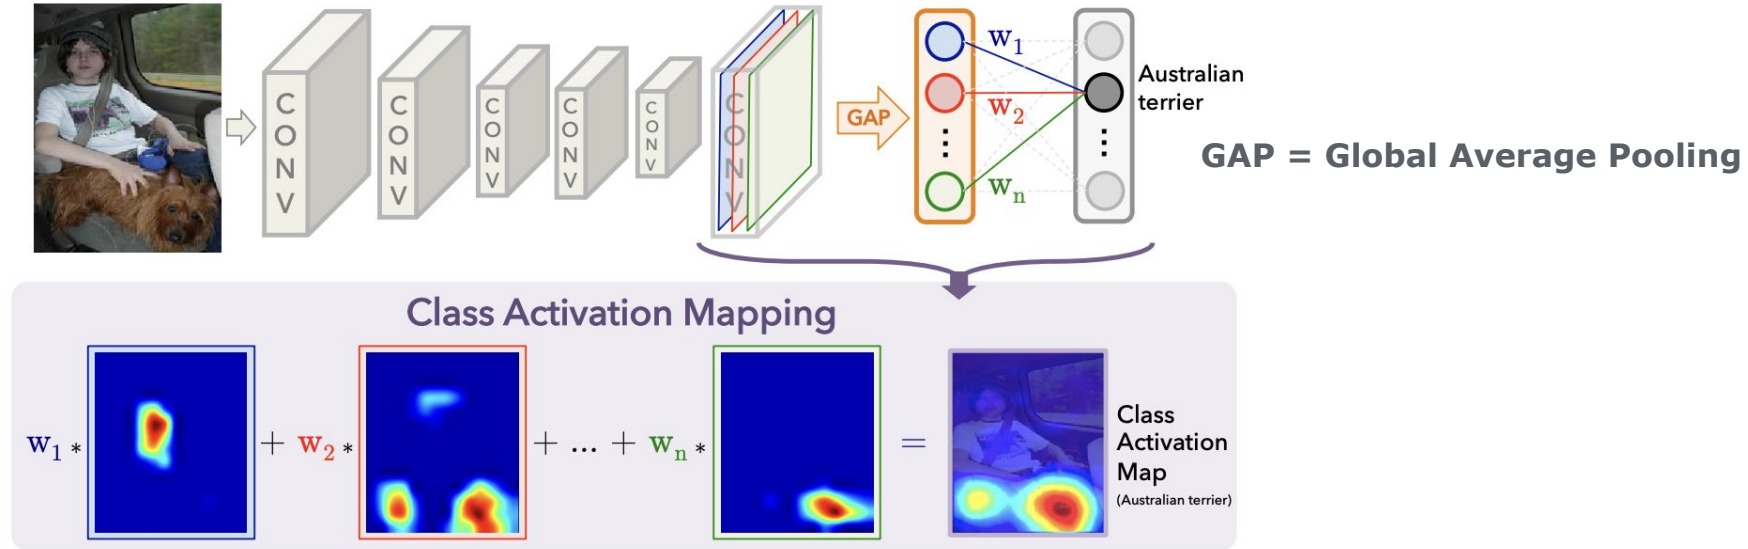 CONV
CONV
CONV
CONV
CONV
CONV
GAP
w1
w2
wn
Australian
terrier
GAP = Global Average Pooling
Class Activation Mapping
w1 * + w2 * + ... + wn * =
Class
Activation
Map
(Australian terrier)